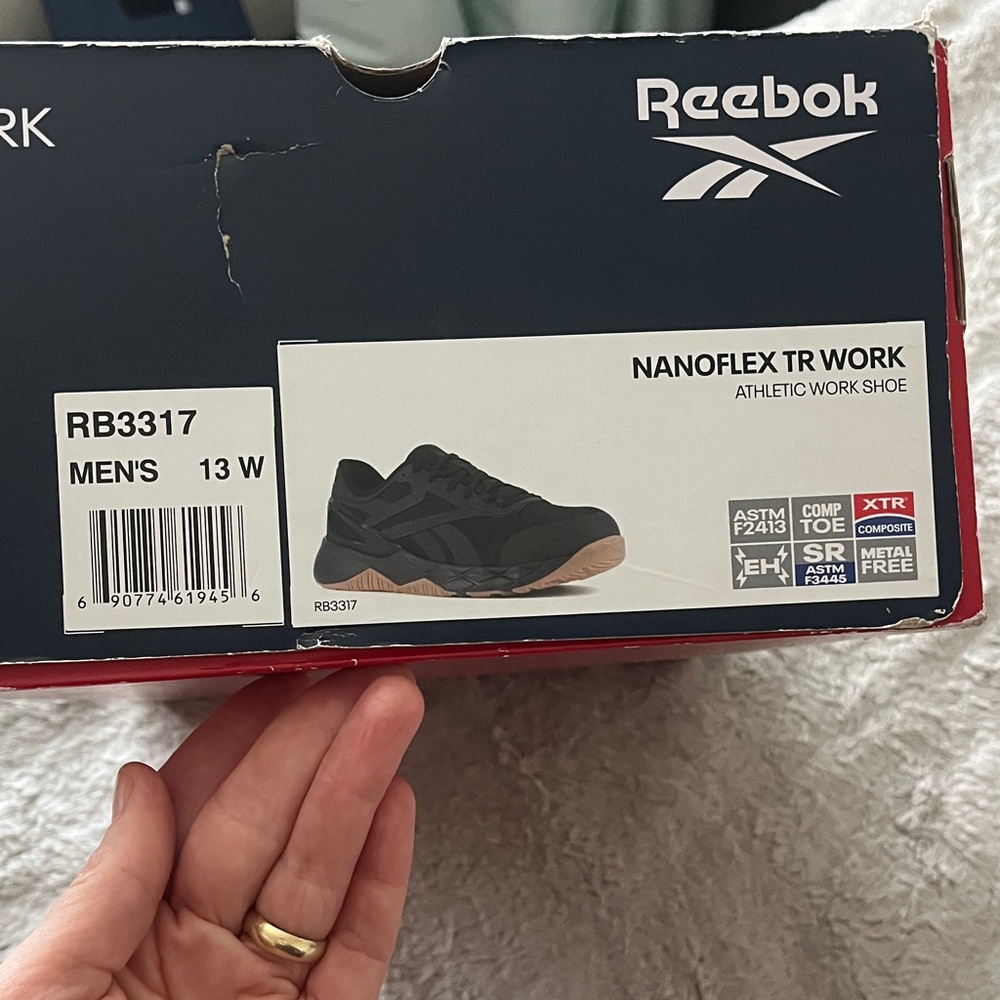 RK
Reebok
NANOFLEX TR WORK
ATHLETIC WORK SHOE
RB3317
MEN'S 13 W
6 90774 61945 6
RB3317
ASTM
F2413
COMP
TOE
XTR
COMPOSITE
EH
SR
ASTM
F3445
METAL
FREE